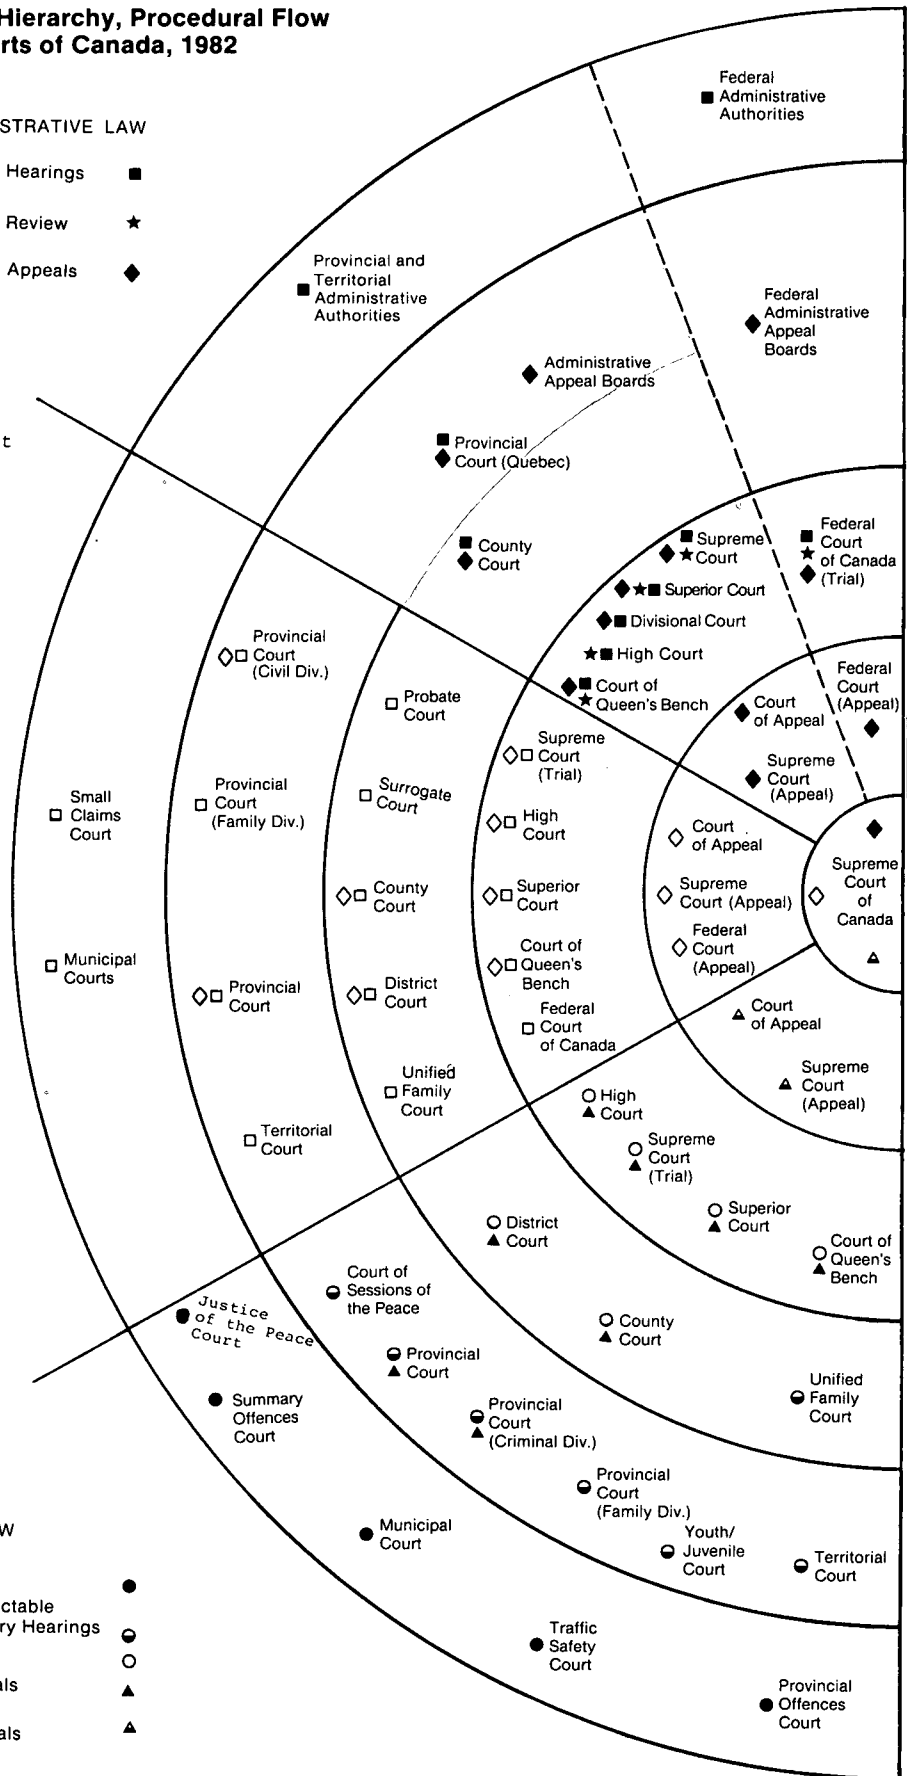 Hierarchy, Procedural Flow
rts of Canada, 1982
STRATIVE LAW
Hearings
Review
Appeals
t
Federal
Administrative
Authorities
Provincial and
Territorial
Administrative
Authorities
Federal
Administrative
Appeal
Boards
Administrative
Appeal Boards
Provincial
Court (Quebec)
County
Court
Supreme
Court
Superior Court
Divisional Court
High Court
Court of
Queen's Bench
Federal
Court
of Canada
(Trial)
Federal
Court
(Appeal)
Court
of Appeal
Supreme
Court
(Appeal)
Provincial
Court
(Civil Div.)
Probate
Court
Supreme
Court
(Trial)
Small
Claims
Court
Provincial
Court
(Family Div.)
Surrogate
Court
High
Court
Court
of Appeal
Supreme
Court
of
Canada
County
Court
Superior
Court
Supreme
Court (Appeal)
Federal
Court
(Appeal)
Municipal
Courts
Provincial
Court
District
Court
Court of
Queen's
Bench
Federal
Court
of Canada
Unified
Family
Court
Territorial
Court
Court
of Appeal
Supreme
Court
(Appeal)
High
Court
Supreme
Court
(Trial)
Superior
Court
Court of
Queen's
Bench
District
Court
County
Court
Unified
Family
Court
Court of
Sessions of
the Peace
Provincial
Court
Provincial
Court
(Criminal Div.)
Provincial
Court
(Family Div.)
Youth/
Juvenile
Court
Territorial
Court
Justice
of the Peace
Court
Summary
Offences
Court
Municipal
Court
Traffic
Safety
Court
Provincial
Offences
Court
W
ctable
ry Hearings
als
als